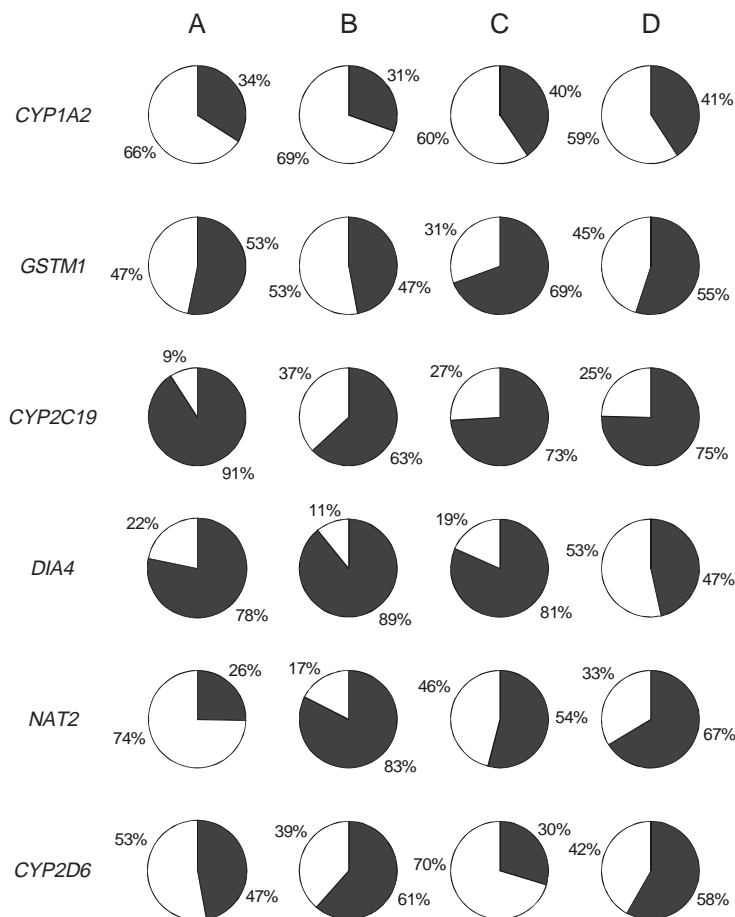 A B C D
34% 31% 40% 41%
CYP1A2
66% 69% 60% 59%
53% 31% 45%
GSTM1
47% 53% 47% 69% 55%
9% 37% 27% 25%
CYP2C19
91% 63% 73% 75%
22% 11% 19% 53%
DIA4
78% 89% 81% 47%
26% 17% 46% 33%
NAT2
74% 83% 54% 67%
53% 39% 30% 42%
CYP2D6
47% 61% 70% 58%